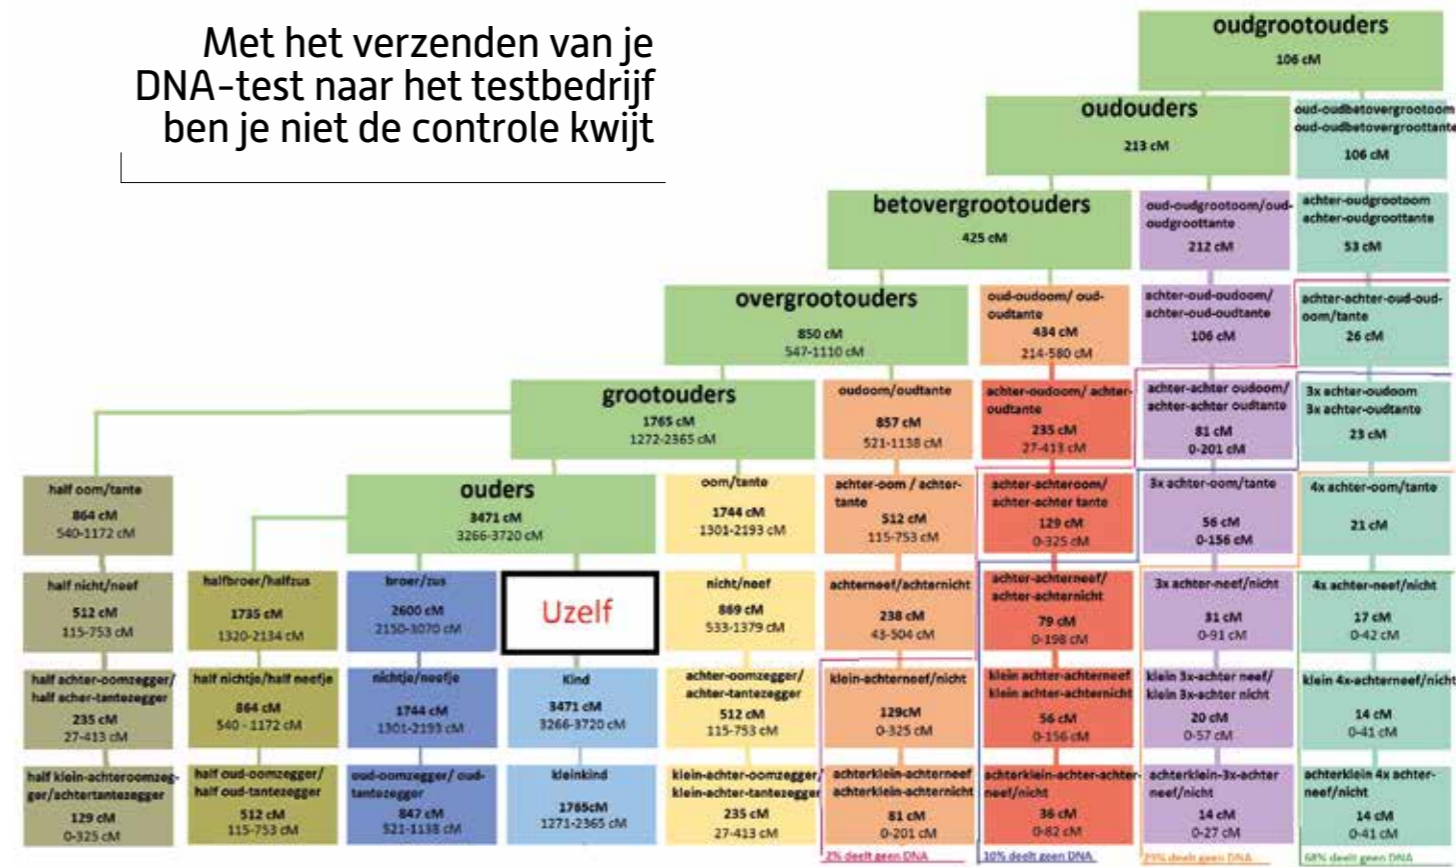 Met het verzenden van je
DNA-test naar het testbedrijf
ben je niet de controle kwijt
oudgrootouders
106 cM
oudouders
213 cM
oud-oudbetovergrootoom
oud-oudbetovergroottante
106 cM
betovergrootouders
425 cM
oud-oudgrootoom/oud-
oudgroottante
212 cM
achter-oudgrootoom
achter-oudgroottante
53 cM
overgrootouders
850 cM
547-1110 cM
oud-oudoom/ oud-
oudtante
434 cM
214-580 cM
achter-oud-oudoom/
achter-oud-oudtante
106 cM
achter-achter-oud-oud-
oom/tante
26 cM
grootouders
1765 cM
1272-2365 cM
oudoom/oudtante
857 cM
521-1138 cM
achter-oudoom/ achter-
oudtante
235 cM
27-413 cM
achter-achter oudoom/
achter-achter oudtante
81 cM
0-201 cM
3x achter-oudoom
3x achter-oudtante
23 cM
half oom/tante
864 cM
540-1172 cM
ouders
3471 cM
3266-3720 cM
oom/tante
1744 cM
1301-2193 cM
achter-oom / achter-
tante
512 cM
115-753 cM
achter-achteroom/
achter-achter tante
129 cM
0-325 cM
3x achter-oom/tante
56 cM
0-156 cM
4x achter-oom/tante
21 cM
half nicht/neef
512 cM
115-753 cM
halfbroer/halfzus
1735 cM
1320-2134 cM
broer/zus
2600 cM
2150-3070 cM
Uzelf
nicht/neef
869 cM
533-1379 cM
achterneef/achternicht
238 cM
43-504 cM
achter-achterneef/
achter-achternicht
79 cM
0-198 cM
3x achter-neef/nicht
31 cM
0-91 cM
4x achter-neef/nicht
17 cM
0-42 cM
half achter-oomzegger/
half acher-tantezegger
235 cM
27-413 cM
half nichtje/half neefje
864 cM
540 - 1172 cM
nichtje/neefje
1744 cM
1301-2193 cM
Kind
3471 cM
3266-3720 cM
achter-oomzegger/
achter-tantezegger
512 cM
115-753 cM
klein-achterneef/nicht
129cM
0-325 cM
klein achter-achterneef
klein achter-achternicht
56 cM
0-156 cM
klein 3x-achter neef/
klein 3x-achter nicht
20 cM
0-57 cM
klein 4x-achterneef/nicht
14 cM
0-41 cM
half klein-achteroomzeg-
ger/achtertantezegger
129 cM
0-325 cM
half oud-oomzegger/
half oud-tantezegger
512 cM
115-753 cM
oud-oomzegger/ oud-
tantezegger
847 cM
521-1138 cM
kleinkind
1765cM
1271-2365 cM
klein-achter-oomzegger/
klein-achter-tantezegger
235 cM
27-413 cM
achterklein-achterneef
achterklein-achternicht
81 cM
0-201 cM
achterklein-achter-achter-
neef/nicht
36 cM
0-82 cM
achterklein-3x-achter
neef/nicht
14 cM
0-27 cM
achterklein 4x achter-
neef/nicht
14 cM
0-41 cM
2% deelt geen DNA
10% deelt geen DNA
deelt geen DNA
68% deelt geen DNA